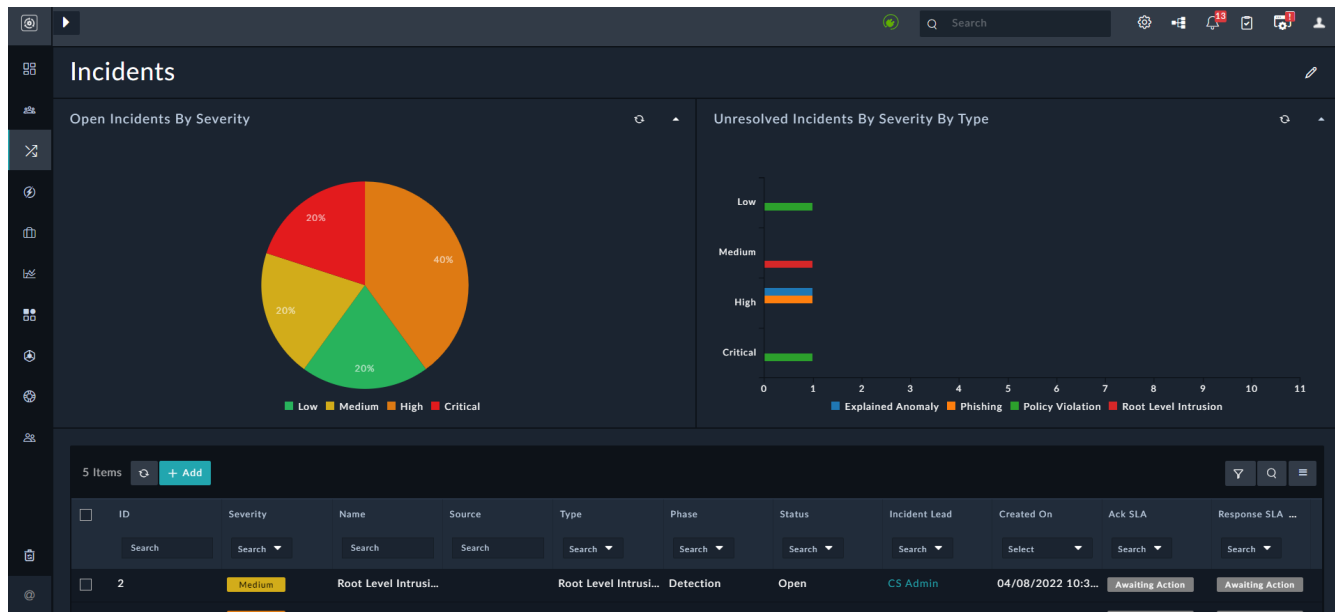 Search
13
!
Incidents
Open Incidents By Severity
20%
40%
20%
20%
Low Medium High Critical
Unresolved Incidents By Severity By Type
Low
Medium
High
Critical
0 1 2 3 4 5 6 7 8 9 10 11
Explained Anomaly Phishing Policy Violation Root Level Intrusion
5 Items + Add
ID Severity Name Source Type Phase Status Incident Lead Created On Ack SLA Response SLA ...
Search Search Search Search Search Search Search Search Select Search Search
2 Medium Root Level Intrusi... Root Level Intrusi... Detection Open CS Admin 04/08/2022 10:3... Awaiting Action Awaiting Action
@